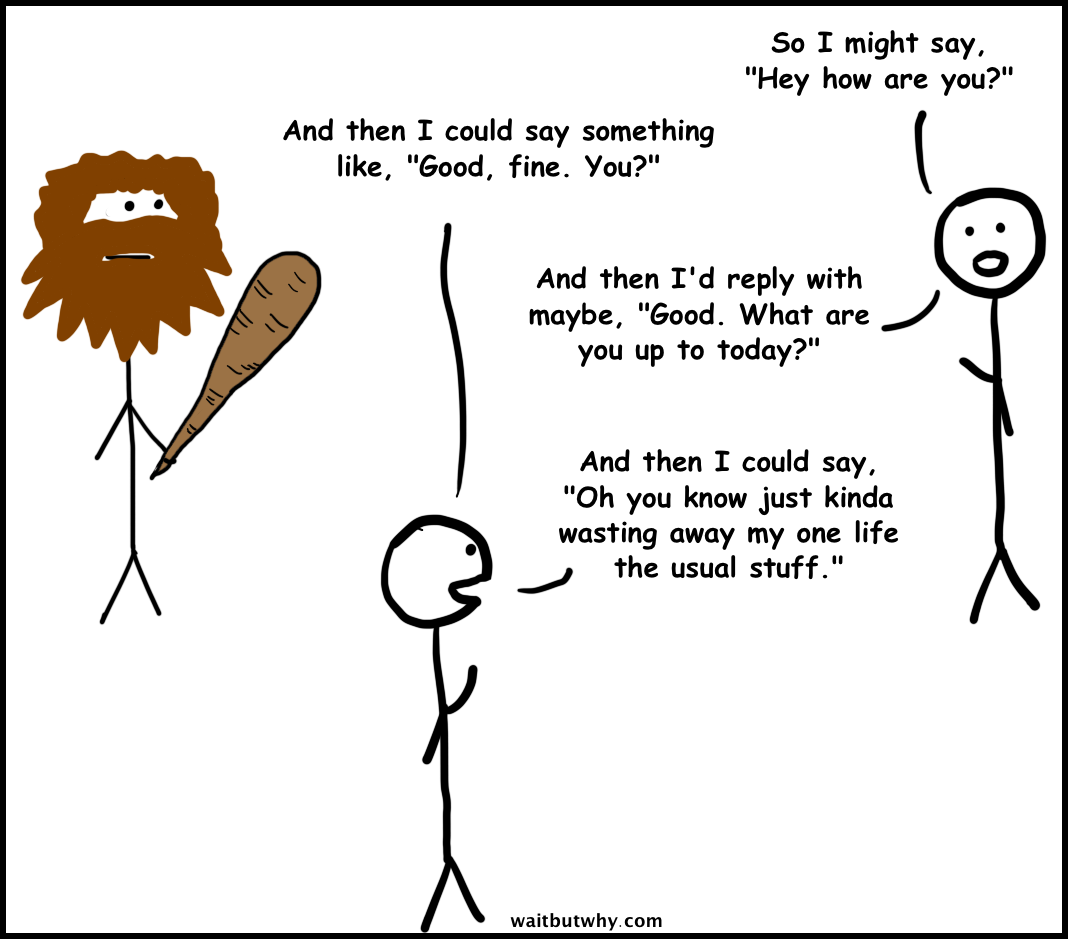 So I might say,
"Hey how are you?"
And then I could say something
like, "Good, fine. You?"
And then I'd reply with
maybe, "Good. What are
you up to today?"
And then I could say,
"Oh you know just kinda
wasting away my one life
the usual stuff."
waitbutwhy.com